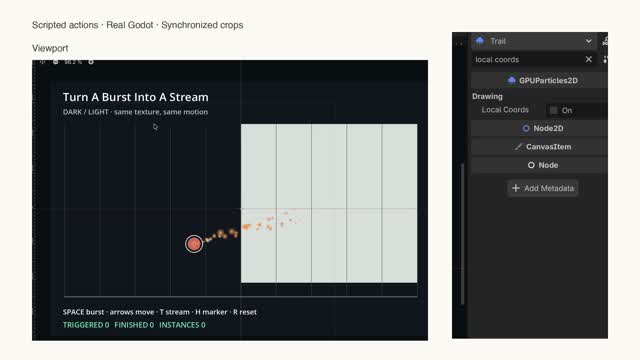 Scripted actions · Real Godot · Synchronized crops
Viewport
96.2 %
Turn A Burst Into A Stream
DARK / LIGHT · same texture, same motion
SPACE burst · arrows move · T stream · H marker · R reset
TRIGGERED 0 FINISHED 0 INSTANCES 0
Trail
local coords
GPUParticles2D
Drawing
Local Coords On
Node2D
CanvasItem
Node
Add Metadata